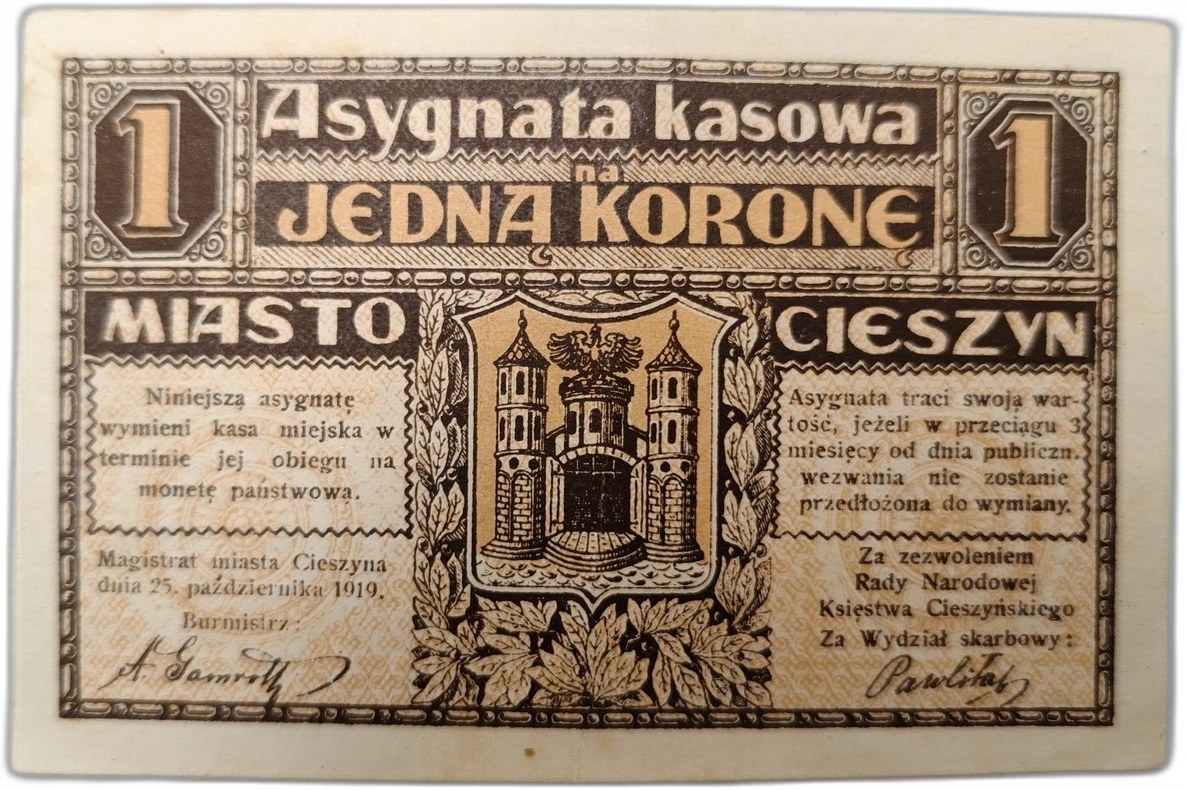 1
Asygnata kasowa
1
na
JEDNĄ KORONĘ
MIASTO
CIESZYN
Niniejszą asygnatę
wymieni kasa miejska w
terminie jej obiegu na
monetę państwową.
Asygnata traci swoją war-
tość, jeżeli w przeciągu 3
miesięcy od dnia publiczn.
wezwania nie zostanie
przedłożona do wymiany.
Magistrat miasta Cieszyna
dnia 25. października 1919.
Burmistrz:
Za zezwoleniem
Rady Narodowej
Księstwa Cieszyńskiego
Za Wydział skarbowy: